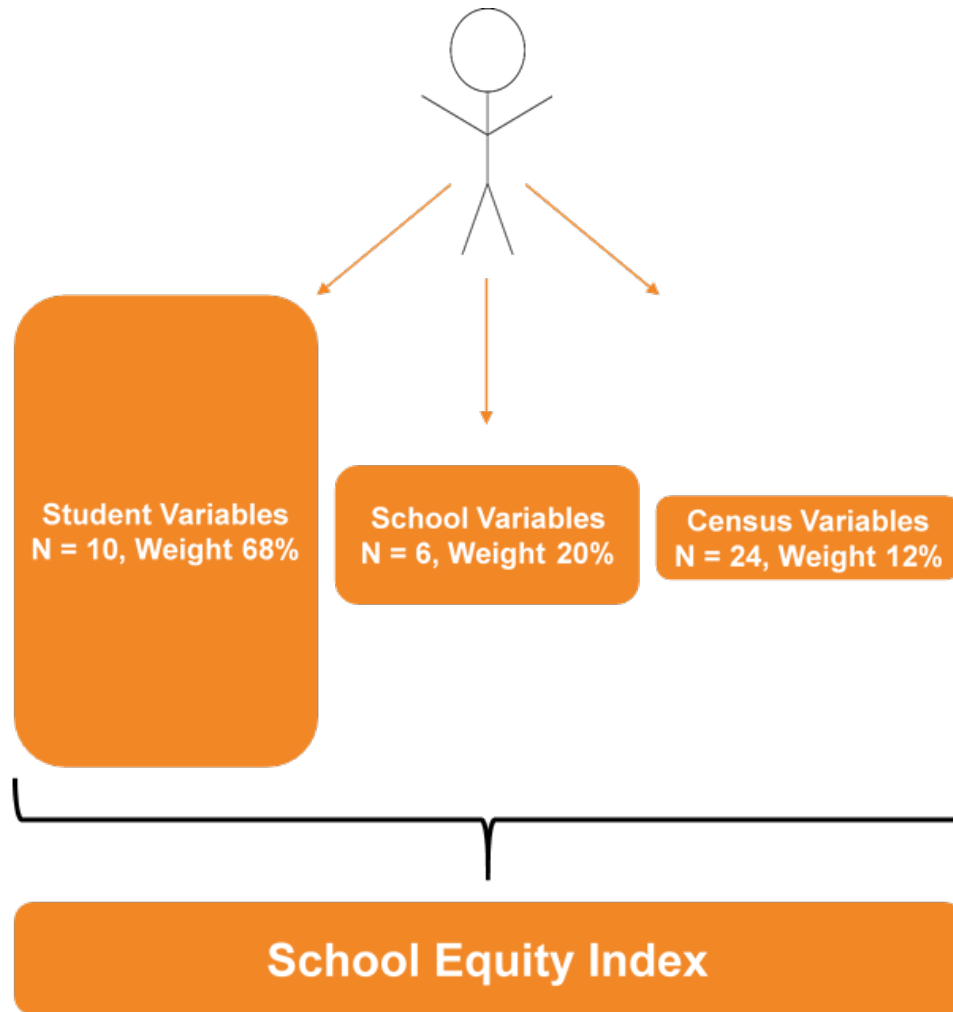 Student Variables
N = 10, Weight 68%
School Variables
N = 6, Weight 20%
Census Variables
N = 24, Weight 12%
School Equity Index